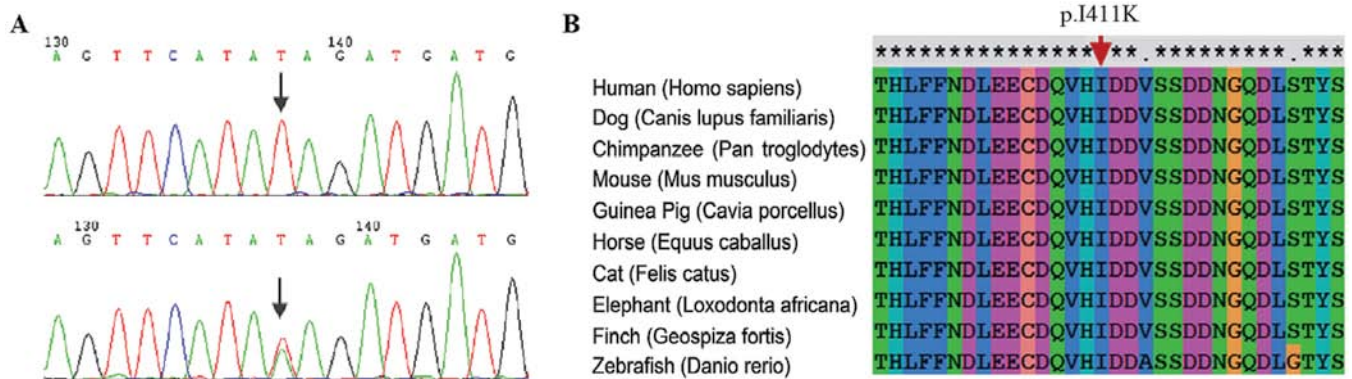 A
130 140
A G T T C A T A T A G A T G A T G
130 140
A G T T C A T A T A G A T G A T G
B
p.I411K
******************.*********.***
Human (Homo sapiens) THLFFNDLEECDQVHIDDVSSDDNGQDLSTYS
Dog (Canis lupus familiaris) THLFFNDLEECDQVHIDDVSSDDNGQDLSTYS
Chimpanzee (Pan troglodytes) THLFFNDLEECDQVHIDDVSSDDNGQDLSTYS
Mouse (Mus musculus) THLFFNDLEECDQVHIDDVSSDDNGQDLSTYS
Guinea Pig (Cavia porcellus) THLFFNDLEECDQVHIDDVSSDDNGQDLSTYS
Horse (Equus caballus) THLFFNDLEECDQVHIDDVSSDDNGQDLSTYS
Cat (Felis catus) THLFFNDLEECDQVHIDDVSSDDNGQDLSTYS
Elephant (Loxodonta africana) THLFFNDLEECDQVHIDDVSSDDNGQDLSTYS
Finch (Geospiza fortis) THLFFNDLEECDQVHIDDVSSDDNGQDLSTYS
Zebrafish (Danio rerio) THLFFNDLEECDQVHIDDASSDDNGQDLGTYS